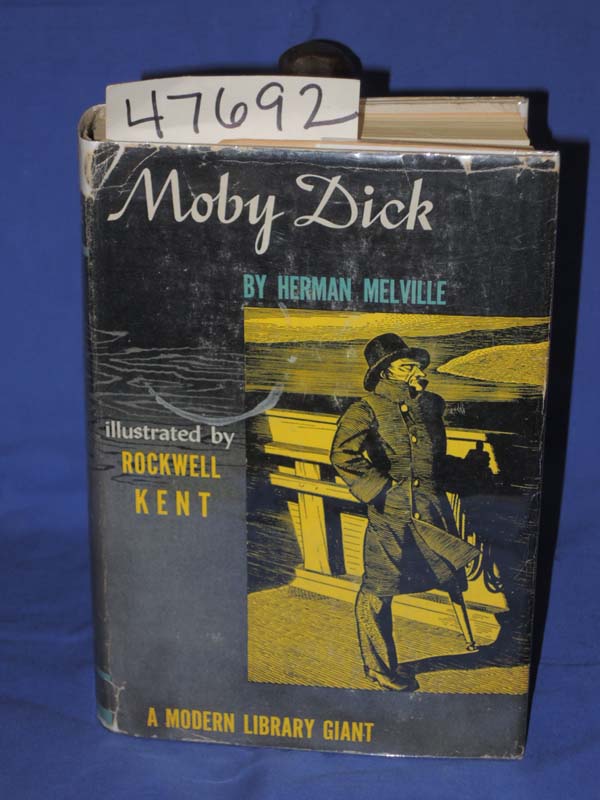 47692
Moby Dick
BY HERMAN MELVILLE
illustrated by
ROCKWELL
KENT
A MODERN LIBRARY GIANT